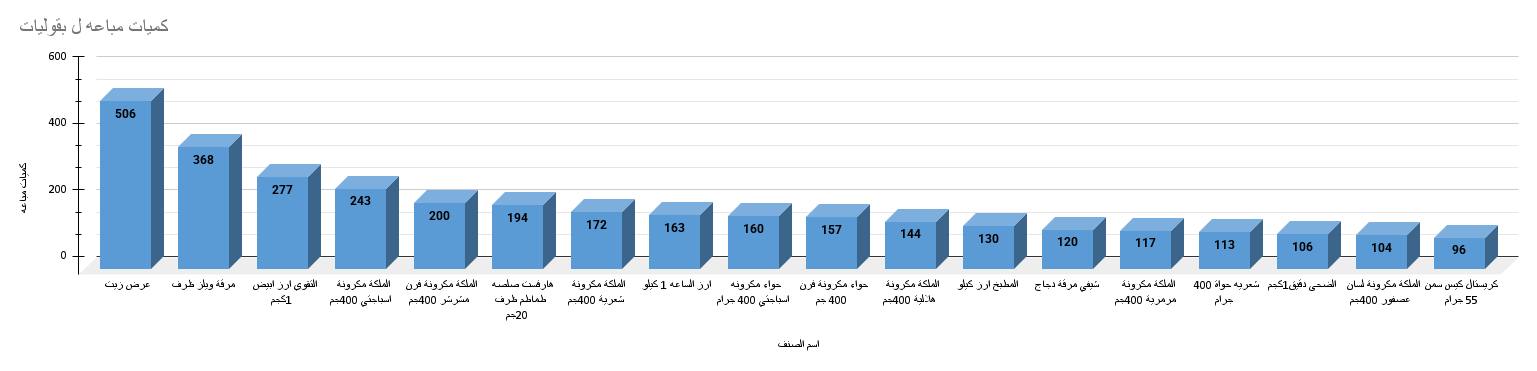 كميات مباعه ل بقوليات
كميات مباعه
600
400
200
0
506
368
277
243
200
194
172
163
160
157
144
130
120
117
113
106
104
96
عرض زيت
مرقة ويلز ظرف
التقوى ارز ابيض
1كجم
الملكة مكرونة
اسباجتي 400جم
الملكة مكرونة فرن
مشرشر 400جم
هارفست صلصه
طماطم ظرف
20جم
الملكة مكرونة
شعرية 400جم
ارز الساعه 1 كيلو
حواء مكرونه
اسباجتي 400 جرام
حواء مكرونة فرن
400 جم
الملكة مكرونة
هلالية 400جم
المطبخ ارز كيلو
شيفي مرقة دجاج
الملكة مكرونة
مرمرية 400جم
شعريه حواة 400
جرام
الضحى دقيق1كجم
الملكة مكرونة لسان
عصفور 400جم
كريستال كيس سمن
55 جرام
اسم الصنف